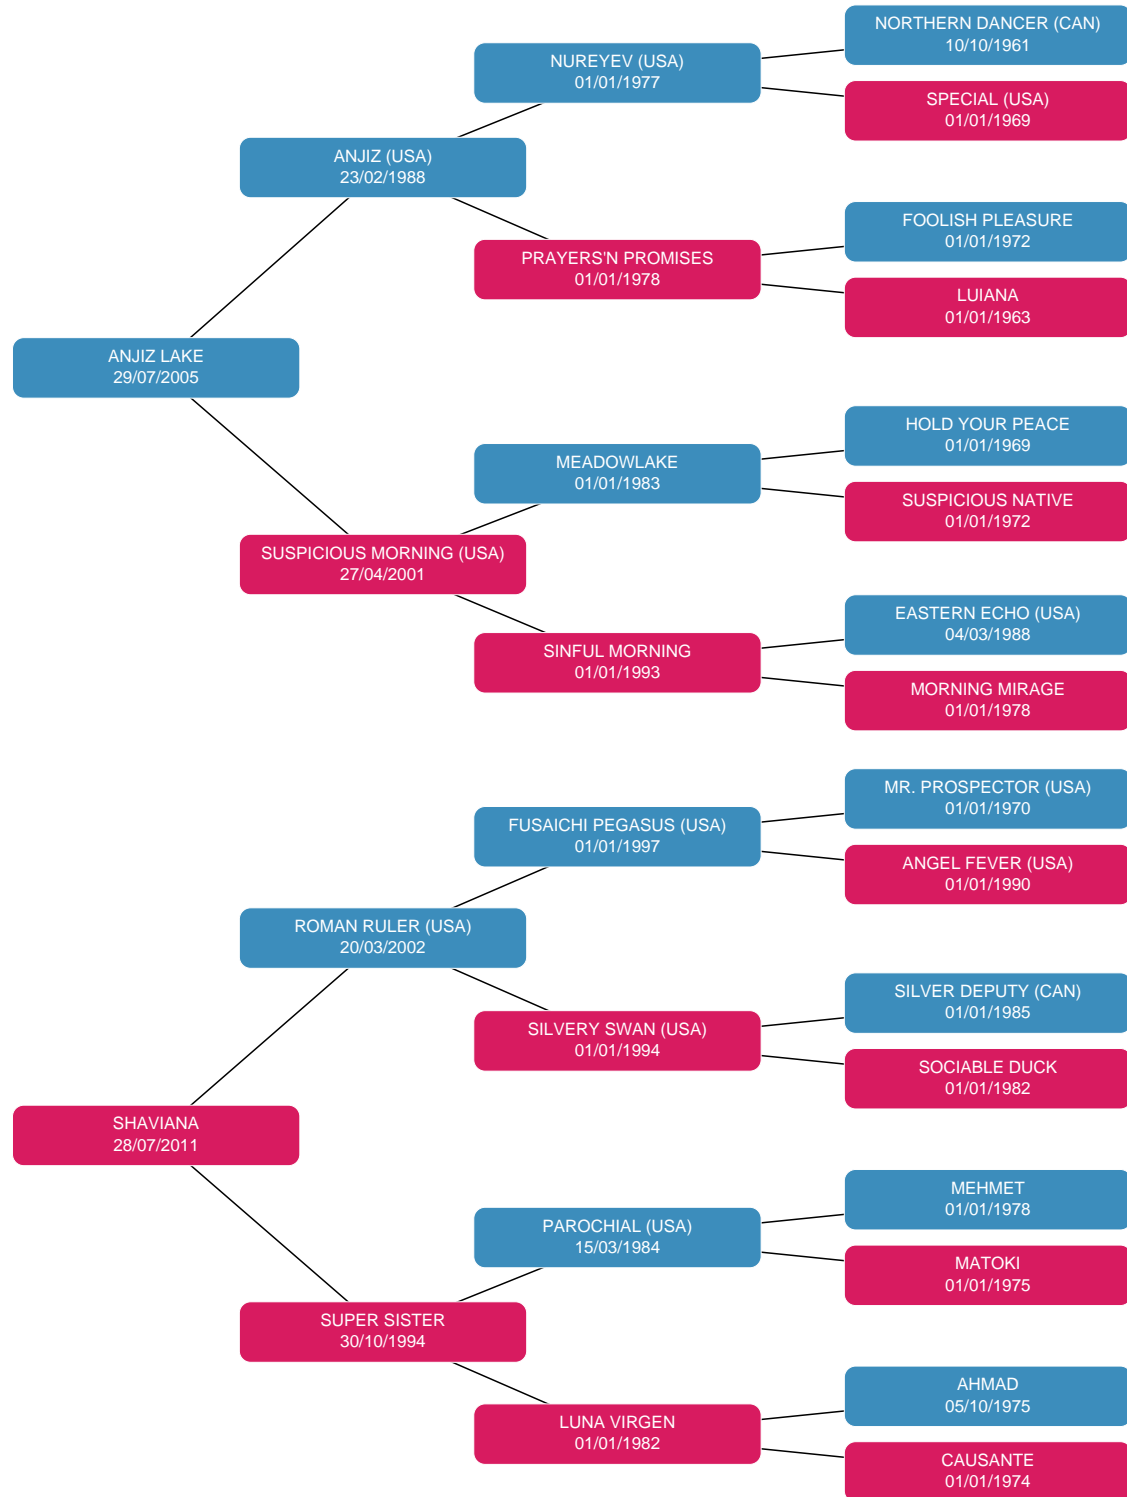 NORTHERN DANCER (CAN)
10/10/1961
NUREYEV (USA)
01/01/1977
SPECIAL (USA)
01/01/1969
ANJIZ (USA)
23/02/1988
FOOLISH PLEASURE
01/01/1972
PRAYERS'N PROMISES
01/01/1978
LUIANA
01/01/1963
ANJIZ LAKE
29/07/2005
HOLD YOUR PEACE
01/01/1969
MEADOWLAKE
01/01/1983
SUSPICIOUS NATIVE
01/01/1972
SUSPICIOUS MORNING (USA)
27/04/2001
EASTERN ECHO (USA)
04/03/1988
SINFUL MORNING
01/01/1993
MORNING MIRAGE
01/01/1978
MR. PROSPECTOR (USA)
01/01/1970
FUSAICHI PEGASUS (USA)
01/01/1997
ANGEL FEVER (USA)
01/01/1990
ROMAN RULER (USA)
20/03/2002
SILVER DEPUTY (CAN)
01/01/1985
SILVERY SWAN (USA)
01/01/1994
SOCIABLE DUCK
01/01/1982
SHAVIANA
28/07/2011
MEHMET
01/01/1978
PAROCHIAL (USA)
15/03/1984
MATOKI
01/01/1975
SUPER SISTER
30/10/1994
AHMAD
05/10/1975
LUNA VIRGEN
01/01/1982
CAUSANTE
01/01/1974